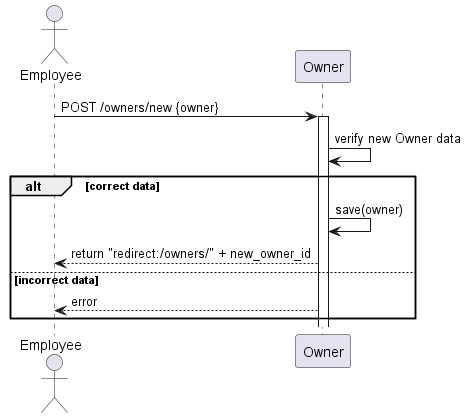 Employee
Owner
POST /owners/new {owner}
verify new Owner data
alt [correct data]
save(owner)
return "redirect:/owners/" + new_owner_id
[incorrect data]
error
Employee
Owner